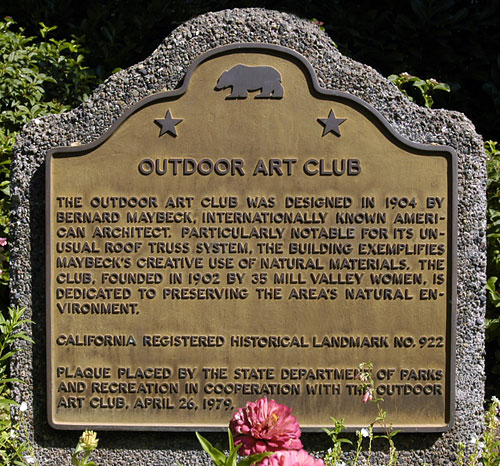 OUTDOOR ART CLUB
THE OUTDOOR ART CLUB WAS DESIGNED IN 1904 BY
BERNARD MAYBECK, INTERNATIONALLY KNOWN AMERI-
CAN ARCHITECT. PARTICULARLY NOTABLE FOR ITS UN-
USUAL ROOF TRUSS SYSTEM, THE BUILDING EXEMPLIFIES
MAYBECK'S CREATIVE USE OF NATURAL MATERIALS. THE
CLUB, FOUNDED IN 1902 BY 35 MILL VALLEY WOMEN, IS
DEDICATED TO PRESERVING THE AREA'S NATURAL EN-
VIRONMENT.
CALIFORNIA REGISTERED HISTORICAL LANDMARK NO. 922
PLAQUE PLACED BY THE STATE DEPARTMENT OF PARKS
AND RECREATION IN COOPERATION WITH THE OUTDOOR
ART CLUB, APRIL 26, 1979.